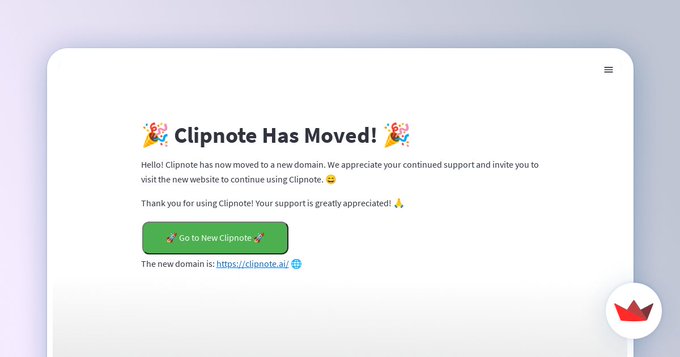 🎉 Clipnote Has Moved! 🎉
Hello! Clipnote has now moved to a new domain. We appreciate your continued support and invite you to
visit the new website to continue using Clipnote. 😄
Thank you for using Clipnote! Your support is greatly appreciated! 🙏
🚀 Go to New Clipnote 🚀
The new domain is: https://clipnote.ai/ 🌐